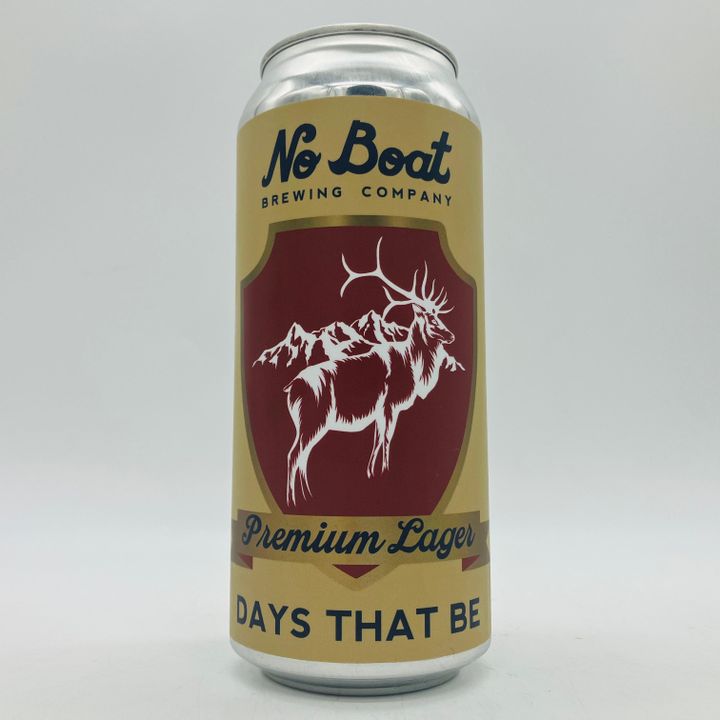 No Boat
BREWING COMPANY
Premium Lager
DAYS THAT BE